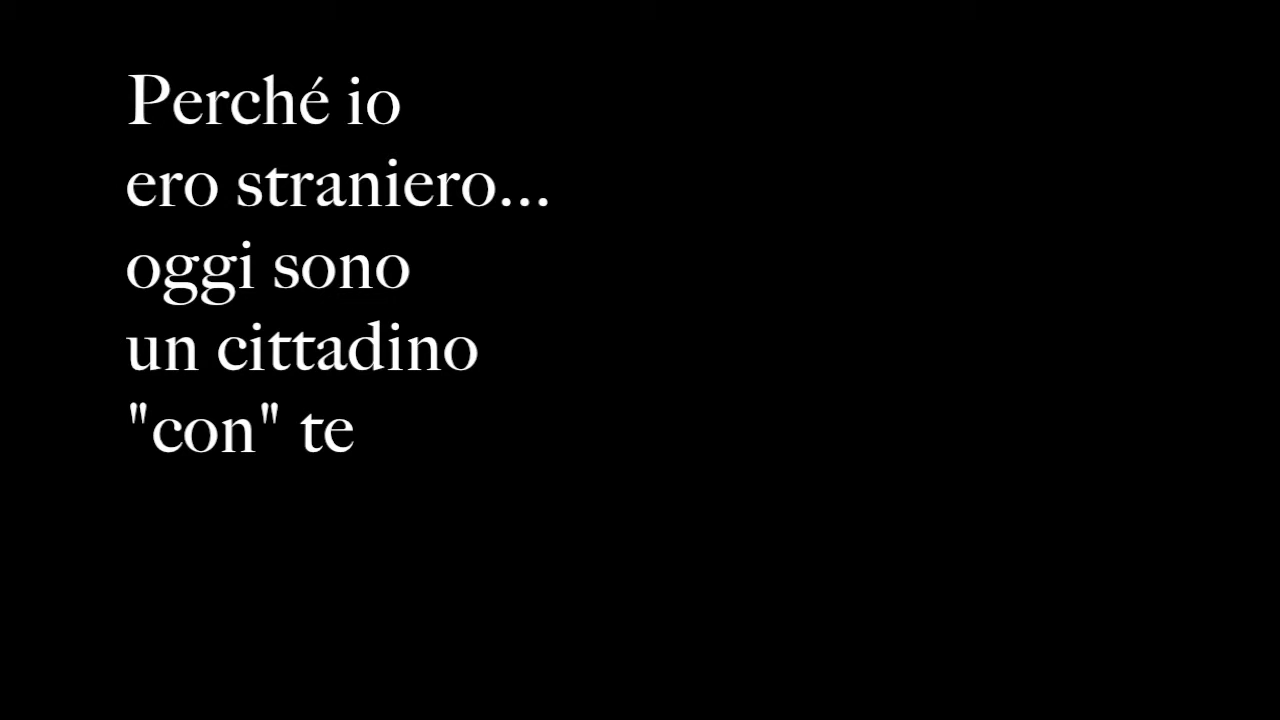 Perché io
ero straniero...
oggi sono
un cittadino
"con" te